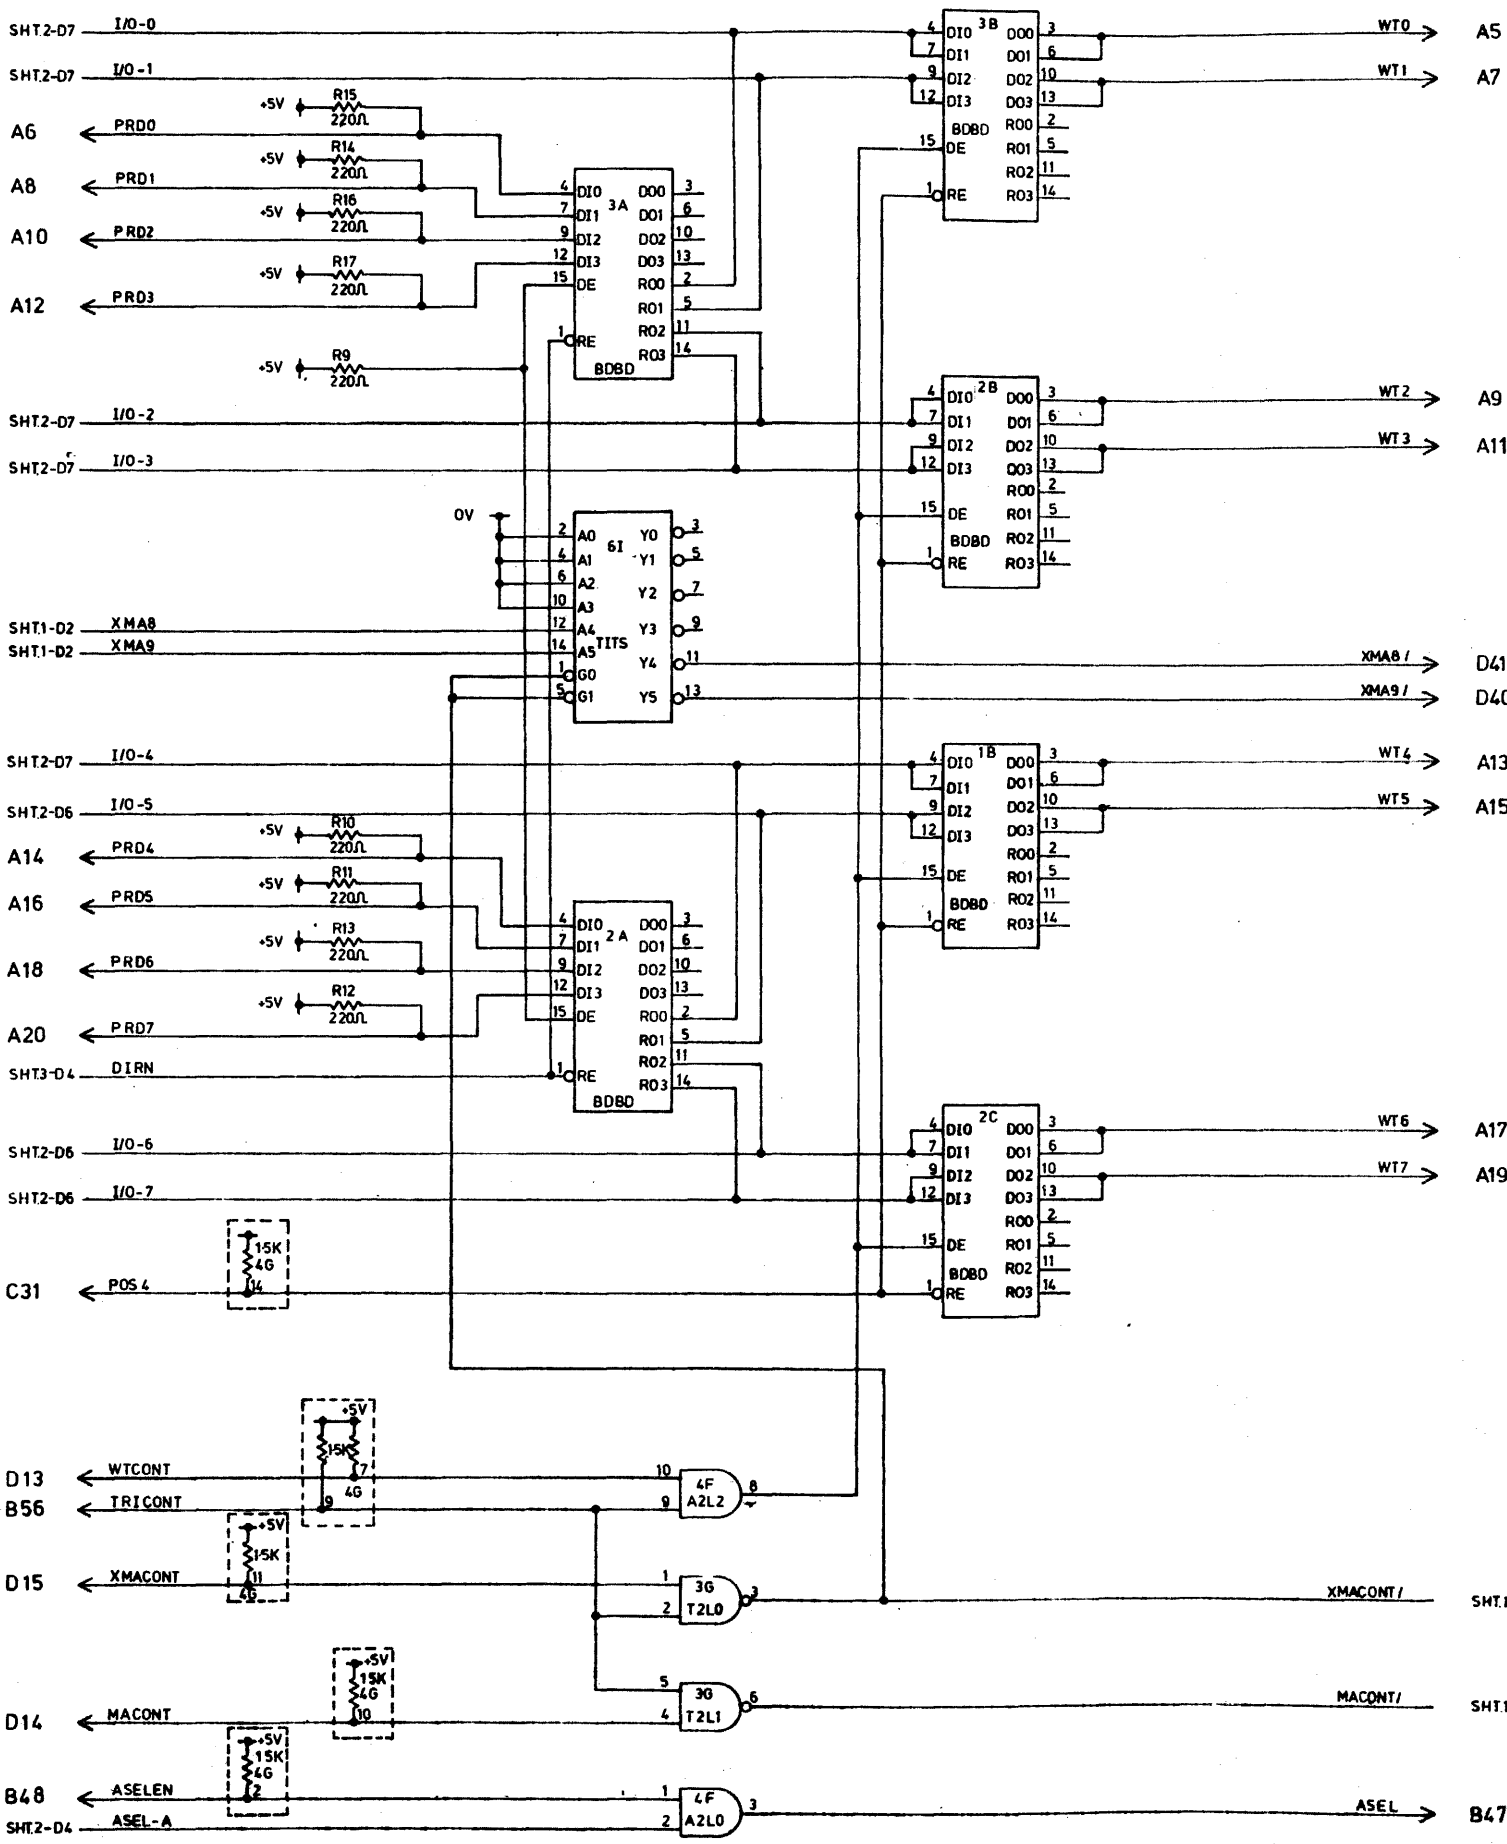 SHT.2-D7 I/O-0 4 DI0 3B DO0 3 WT0 A5
7 DI1 DO1 6
SHT.2-D7 I/O-1 9 DI2 DO2 10 WT1 A7
12 DI3 DO3 13
BDBD RO0 2
15 DE RO1 5
RO2 11
1 RE RO3 14
+5V R15 220Ω
A6 PRD0
+5V R14 220Ω
A8 PRD1
+5V R16 220Ω
A10 PRD2
+5V R17 220Ω
A12 PRD3
4 DI0 3A DO0 3
7 DI1 DO1 6
9 DI2 DO2 10
12 DI3 DO3 13
15 DE RO0 2
RO1 5
1 RE RO2 11
RO3 14
BDBD
+5V R9 220Ω
SHT.2-D7 I/O-2
SHT.2-D7 I/O-3
4 DI0 2B DO0 3 WT2 A9
7 DI1 DO1 6
9 DI2 DO2 10 WT3 A11
12 DI3 DO3 13
RO0 2
15 DE RO1 5
BDBD RO2 11
1 RE RO3 14
0V
2 A0 6I Y0 3
4 A1 Y1 5
6 A2 Y2 7
10 A3
SHT.1-D2 XMA8 12 A4 Y3 9
TITS
SHT.1-D2 XMA9 14 A5 Y4 11 XMA8/ D41
1 G0
5 G1 Y5 13 XMA9/ D40
SHT.2-D7 I/O-4
SHT.2-D6 I/O-5
4 DI0 1B DO0 3 WT4 A13
7 DI1 DO1 6
9 DI2 DO2 10 WT5 A15
12 DI3 DO3 13
RO0 2
15 DE RO1 5
BDBD RO2 11
1 RE RO3 14
+5V R10 220Ω
A14 PRD4
+5V R11 220Ω
A16 PRD5
+5V R13 220Ω
A18 PRD6
+5V R12 220Ω
A20 PRD7
SHT.3-D4 DIRN
4 DI0 2A DO0 3
7 DI1 DO1 6
9 DI2 DO2 10
12 DI3 DO3 13
15 DE RO0 2
RO1 5
1 RE RO2 11
RO3 14
BDBD
SHT.2-D6 I/O-6
SHT.2-D6 I/O-7
4 DI0 2C DO0 3 WT6 A17
7 DI1 DO1 6
9 DI2 DO2 10 WT7 A19
12 DI3 DO3 13
RO0 2
15 DE RO1 5
BDBD RO2 11
1 RE RO3 14
1·5K
4G
14
C31 POS4
+5V
1·5K
7
4G
9
D13 WTCONT 10 4F 8
B56 TRICONT 9 A2L2
+5V
1·5K
11
4G
D15 XMACONT 1 3G 3 XMACONT/ SHT.1
2 T2L0
+5V
15K
4G
10
5 3G 6 MACONT/ SHT.1
D14 MACONT 4 T2L1
+5V
15K
4G
2
B48 ASELEN 1 4F 3 ASEL B47
SHT.2-D4 ASEL-A 2 A2L0